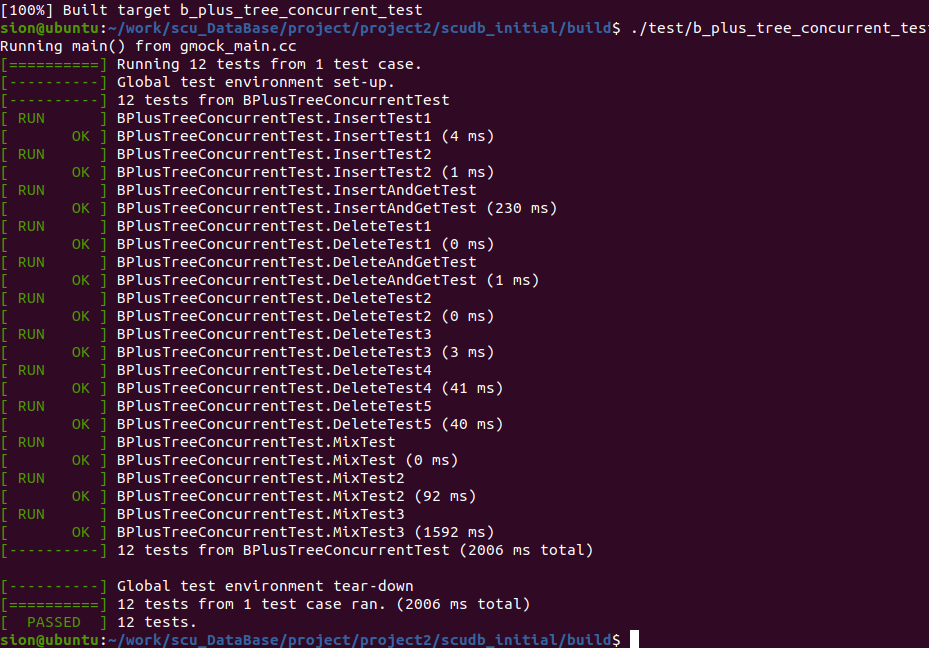 [100%] Built target b_plus_tree_concurrent_test
sion@ubuntu:~/work/scu_DataBase/project/project2/scudb_initial/build$ ./test/b_plus_tree_concurrent_test
Running main() from gmock_main.cc
[==========] Running 12 tests from 1 test case.
[----------] Global test environment set-up.
[----------] 12 tests from BPlusTreeConcurrentTest
[ RUN      ] BPlusTreeConcurrentTest.InsertTest1
[       OK ] BPlusTreeConcurrentTest.InsertTest1 (4 ms)
[ RUN      ] BPlusTreeConcurrentTest.InsertTest2
[       OK ] BPlusTreeConcurrentTest.InsertTest2 (1 ms)
[ RUN      ] BPlusTreeConcurrentTest.InsertAndGetTest
[       OK ] BPlusTreeConcurrentTest.InsertAndGetTest (230 ms)
[ RUN      ] BPlusTreeConcurrentTest.DeleteTest1
[       OK ] BPlusTreeConcurrentTest.DeleteTest1 (0 ms)
[ RUN      ] BPlusTreeConcurrentTest.DeleteAndGetTest
[       OK ] BPlusTreeConcurrentTest.DeleteAndGetTest (1 ms)
[ RUN      ] BPlusTreeConcurrentTest.DeleteTest2
[       OK ] BPlusTreeConcurrentTest.DeleteTest2 (0 ms)
[ RUN      ] BPlusTreeConcurrentTest.DeleteTest3
[       OK ] BPlusTreeConcurrentTest.DeleteTest3 (3 ms)
[ RUN      ] BPlusTreeConcurrentTest.DeleteTest4
[       OK ] BPlusTreeConcurrentTest.DeleteTest4 (41 ms)
[ RUN      ] BPlusTreeConcurrentTest.DeleteTest5
[       OK ] BPlusTreeConcurrentTest.DeleteTest5 (40 ms)
[ RUN      ] BPlusTreeConcurrentTest.MixTest
[       OK ] BPlusTreeConcurrentTest.MixTest (0 ms)
[ RUN      ] BPlusTreeConcurrentTest.MixTest2
[       OK ] BPlusTreeConcurrentTest.MixTest2 (92 ms)
[ RUN      ] BPlusTreeConcurrentTest.MixTest3
[       OK ] BPlusTreeConcurrentTest.MixTest3 (1592 ms)
[----------] 12 tests from BPlusTreeConcurrentTest (2006 ms total)
[----------] Global test environment tear-down
[==========] 12 tests from 1 test case ran. (2006 ms total)
[  PASSED  ] 12 tests.
sion@ubuntu:~/work/scu_DataBase/project/project2/scudb_initial/build$